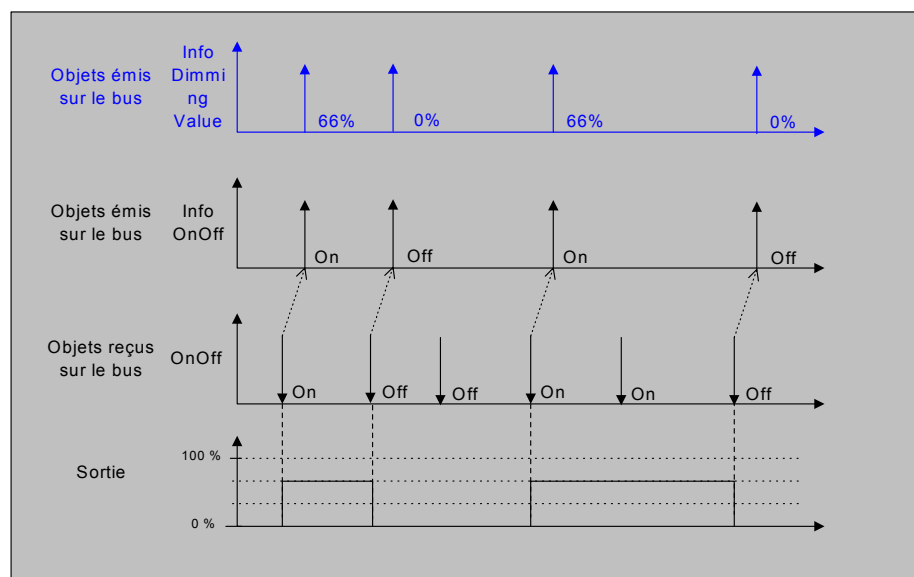 Objets émis
sur le bus
Info
Dimmi
ng
Value
66%
0%
66%
0%
Objets émis
sur le bus
Info
OnOff
On
Off
On
Off
Objets reçus
sur le bus
OnOff
On
Off
Off
On
On
Off
Sortie
100 %
0 %